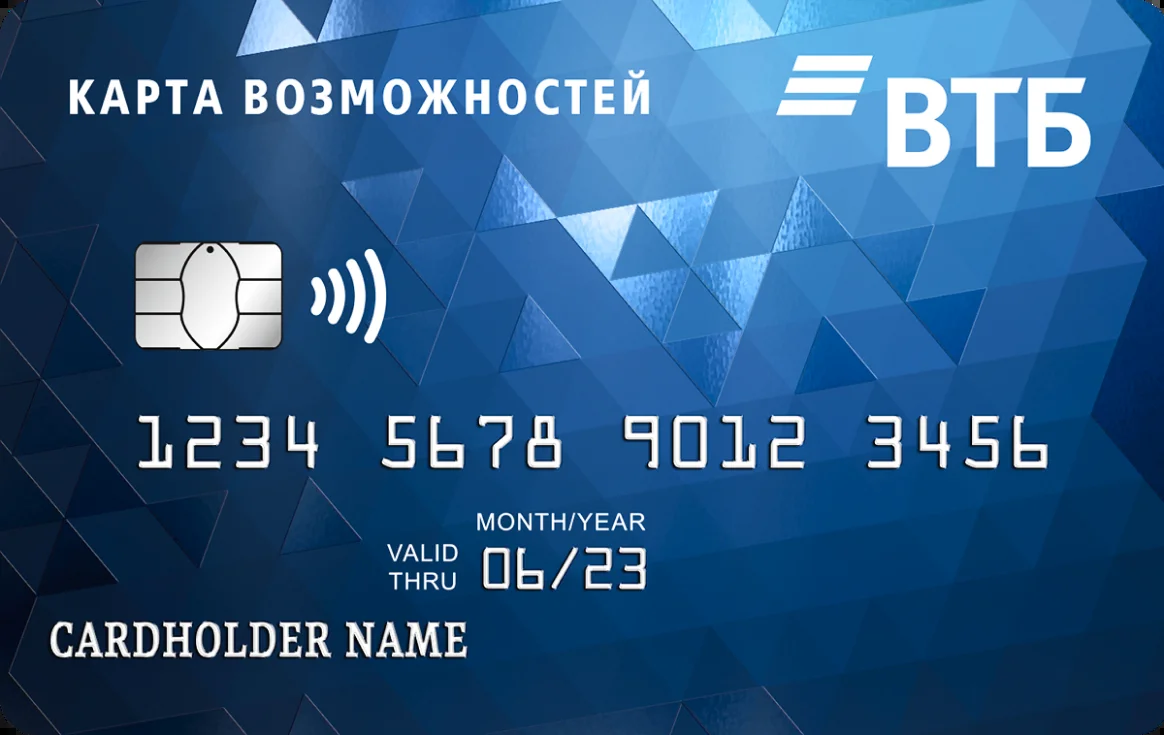 КАРТА ВОЗМОЖНОСТЕЙ
ВТБ
1234 5678 9012 3456
MONTH/YEAR
VALID THRU 06/23
CARDHOLDER NAME